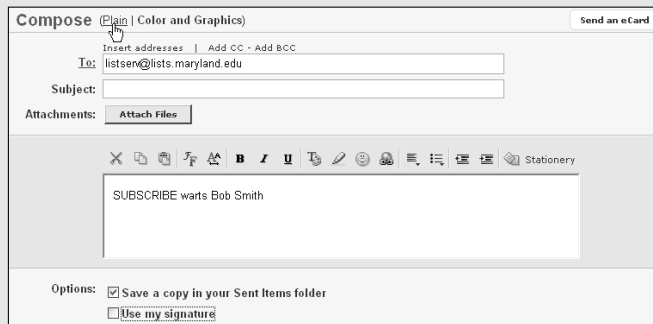 Compose (Plain | Color and Graphics) Send an eCard
Insert addresses | Add CC - Add BCC
To: listserv@lists.maryland.edu
Subject:
Attachments: Attach Files
B I U Stationery
SUBSCRIBE warts Bob Smith
Options: Save a copy in your Sent Items folder
Use my signature